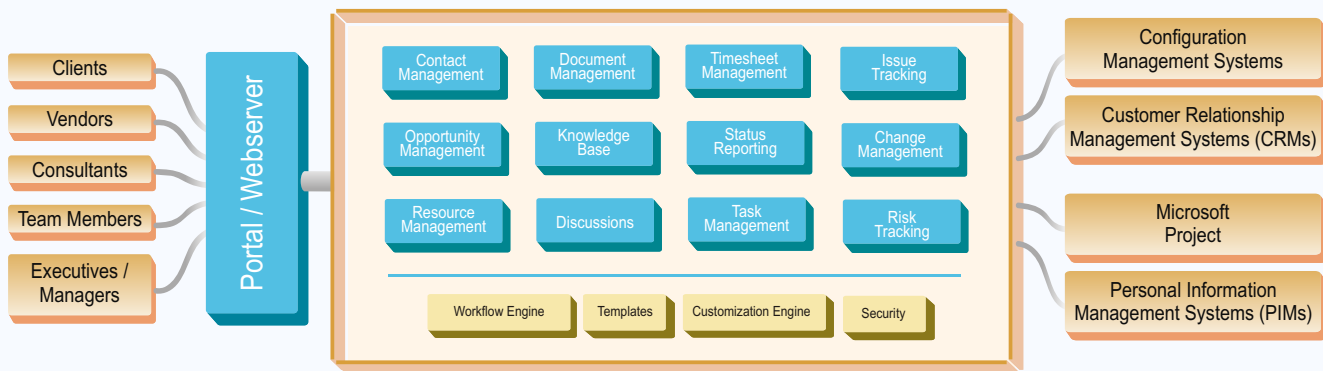 Clients
Vendors
Consultants
Team Members
Executives /
Managers
Portal / Webserver
Contact
Management
Document
Management
Timesheet
Management
Issue
Tracking
Opportunity
Management
Knowledge
Base
Status
Reporting
Change
Management
Resource
Management
Discussions
Task
Management
Risk
Tracking
Workflow Engine
Templates
Customization Engine
Security
Configuration
Management Systems
Customer Relationship
Management Systems (CRMs)
Microsoft
Project
Personal Information
Management Systems (PIMs)